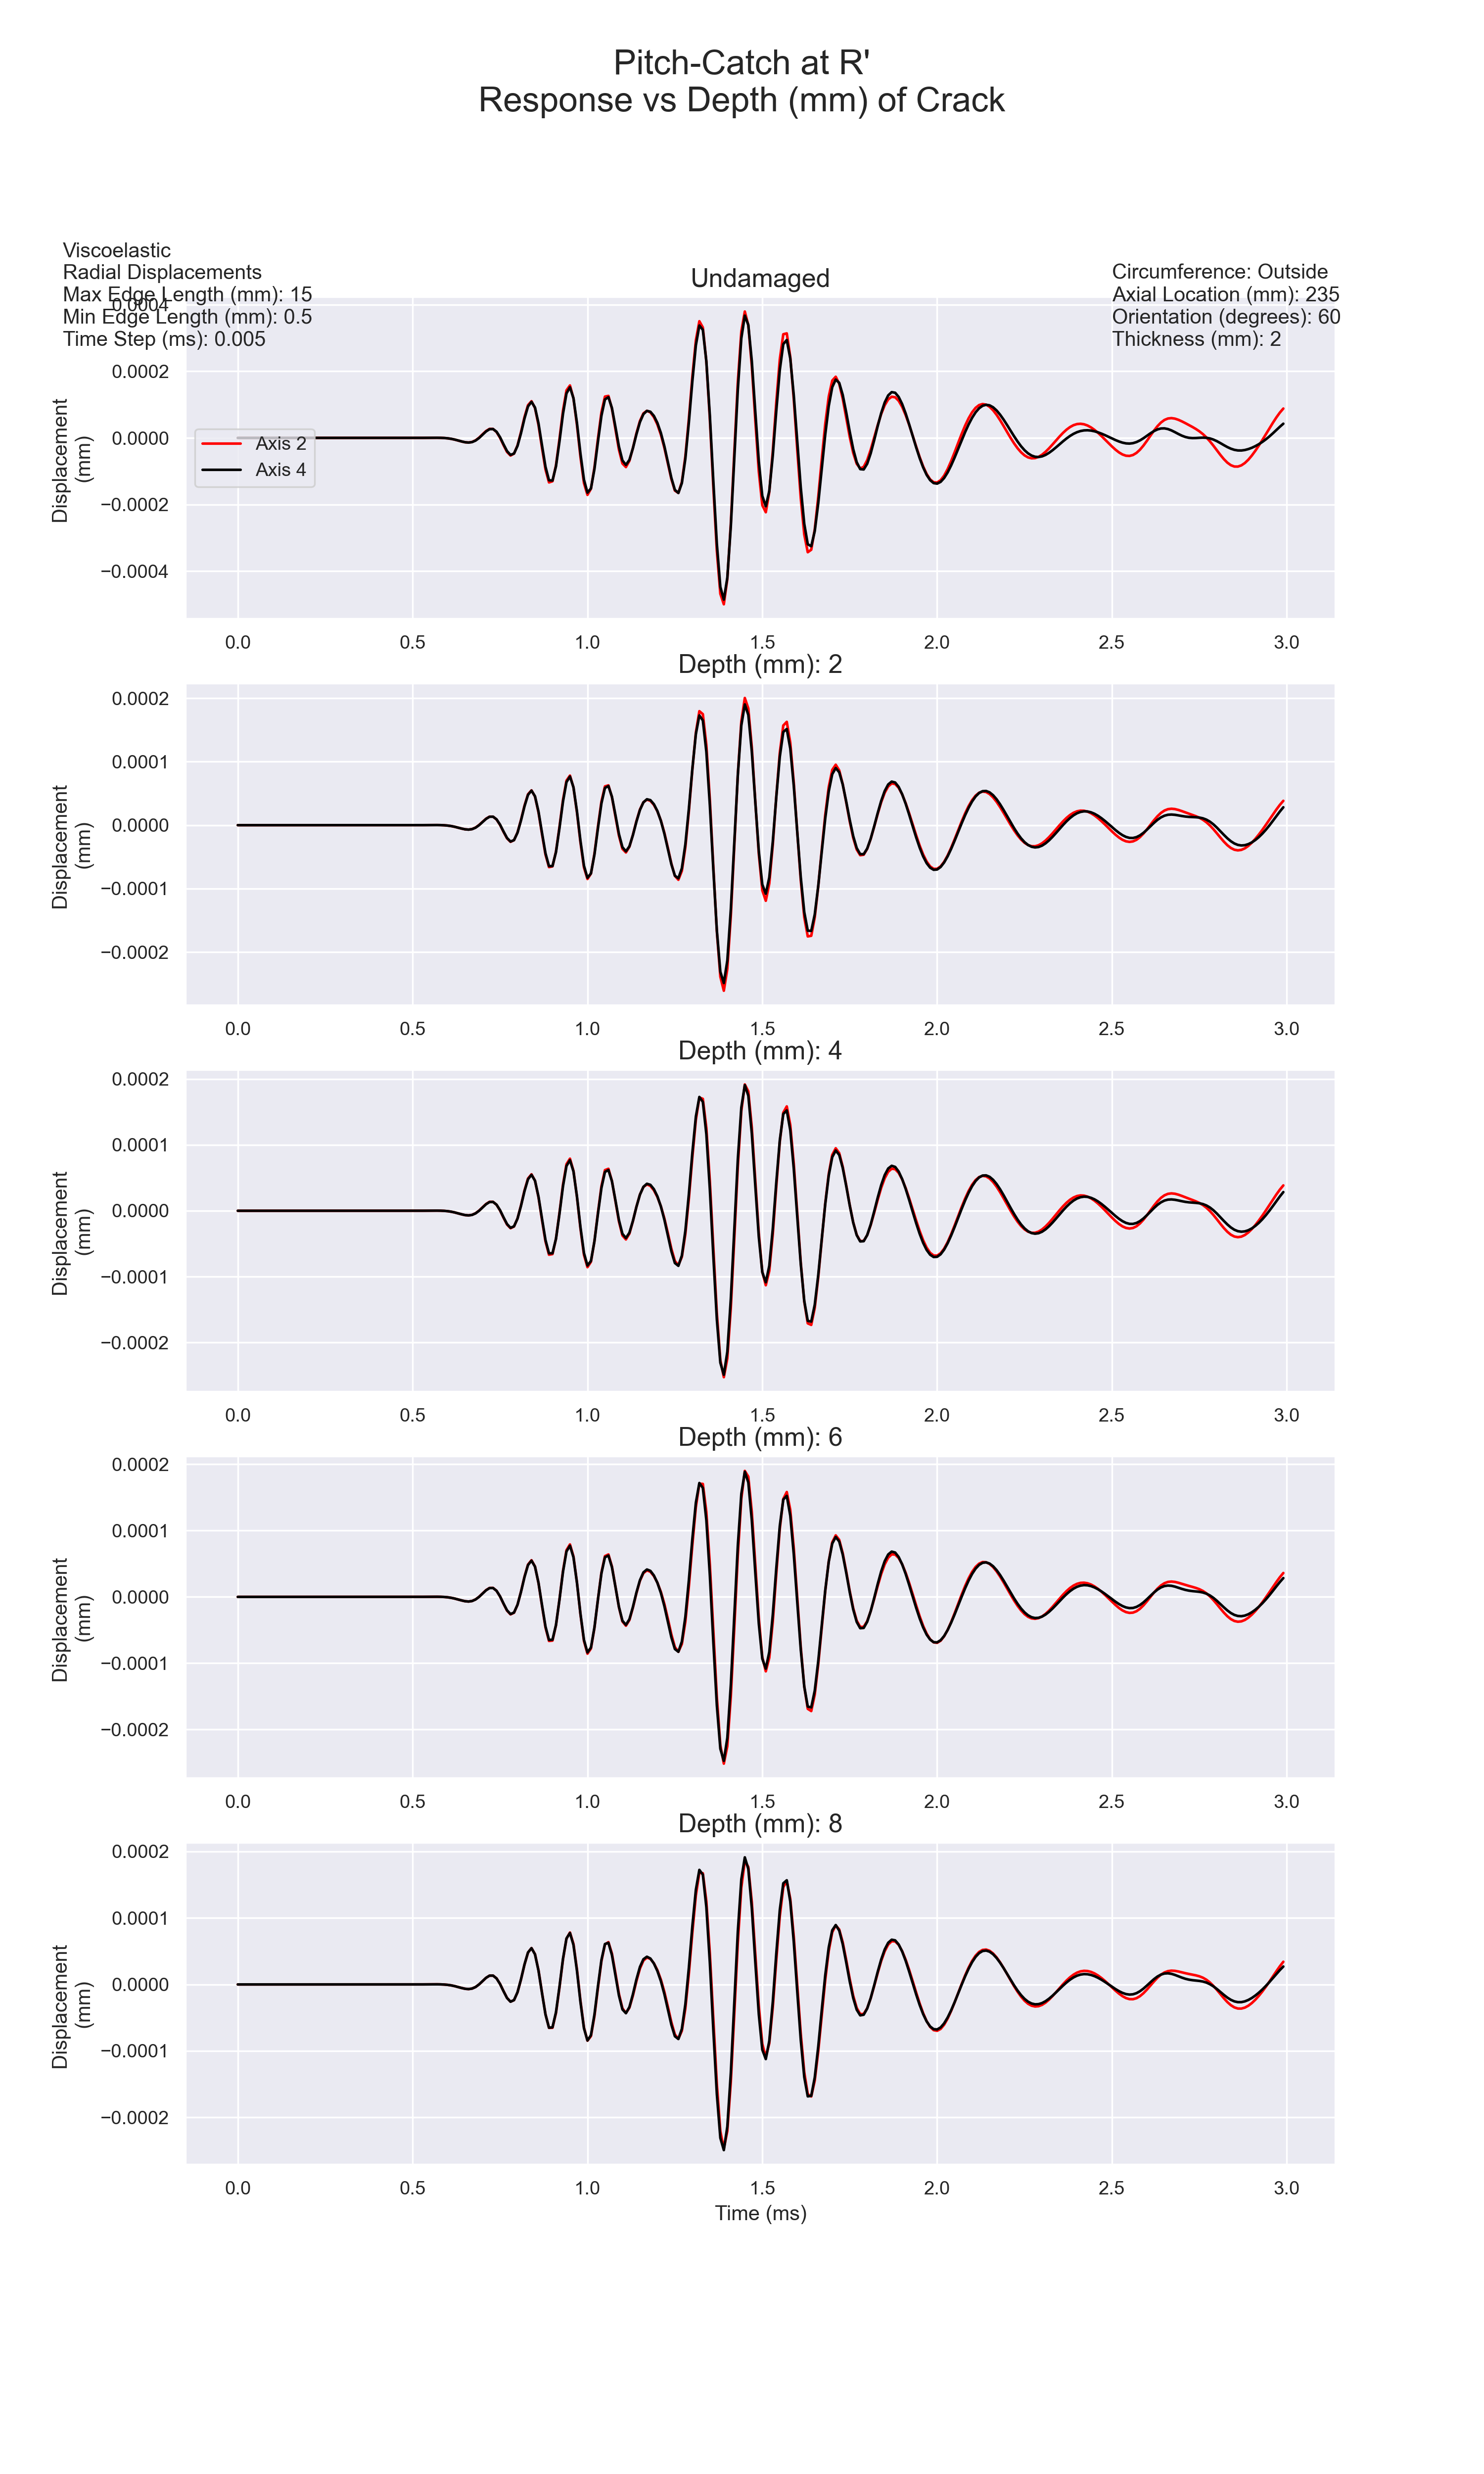 Pitch-Catch at R'
Response vs Depth (mm) of Crack
Viscoelastic
Radial Displacements
Max Edge Length (mm): 15
Min Edge Length (mm): 0.5
Time Step (ms): 0.005
Circumference: Outside
Axial Location (mm): 235
Orientation (degrees): 60
Thickness (mm): 2
Undamaged
0.0004
0.0002
0.0000
−0.0002
−0.0004
Displacement
(mm)
Axis 2
Axis 4
0.0 0.5 1.0 1.5 2.0 2.5 3.0
Depth (mm): 2
0.0002
0.0001
0.0000
−0.0001
−0.0002
Displacement
(mm)
0.0 0.5 1.0 1.5 2.0 2.5 3.0
Depth (mm): 4
0.0002
0.0001
0.0000
−0.0001
−0.0002
Displacement
(mm)
0.0 0.5 1.0 1.5 2.0 2.5 3.0
Depth (mm): 6
0.0002
0.0001
0.0000
−0.0001
−0.0002
Displacement
(mm)
0.0 0.5 1.0 1.5 2.0 2.5 3.0
Depth (mm): 8
0.0002
0.0001
0.0000
−0.0001
−0.0002
Displacement
(mm)
0.0 0.5 1.0 1.5 2.0 2.5 3.0
Time (ms)